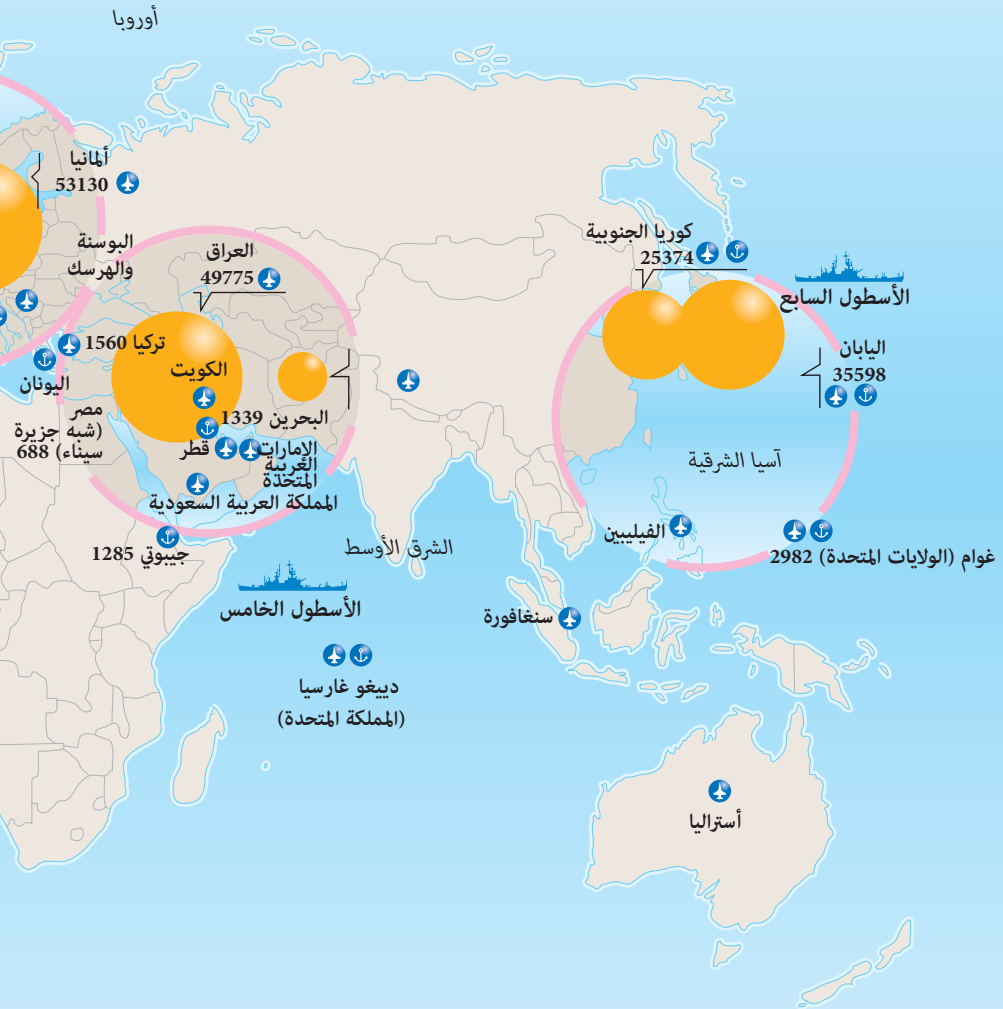 أوروبا
ألمانيا
53130
البوسنة
والهرسك
العراق
49775
كوريا الجنوبية
25374
الأسطول السابع
اليابان
35598
تركيا 1560
اليونان
الكويت
البحرين 1339
مصر
(شبه جزيرة
سيناء) 688
قطر
الإمارات
العربية
المتحدة
المملكة العربية السعودية
آسيا الشرقية
جيبوتي 1285
الشرق الأوسط
الفيليبين
غوام (الولايات المتحدة) 2982
الأسطول الخامس
سنغافورة
دييغو غارسيا
(المملكة المتحدة)
أستراليا